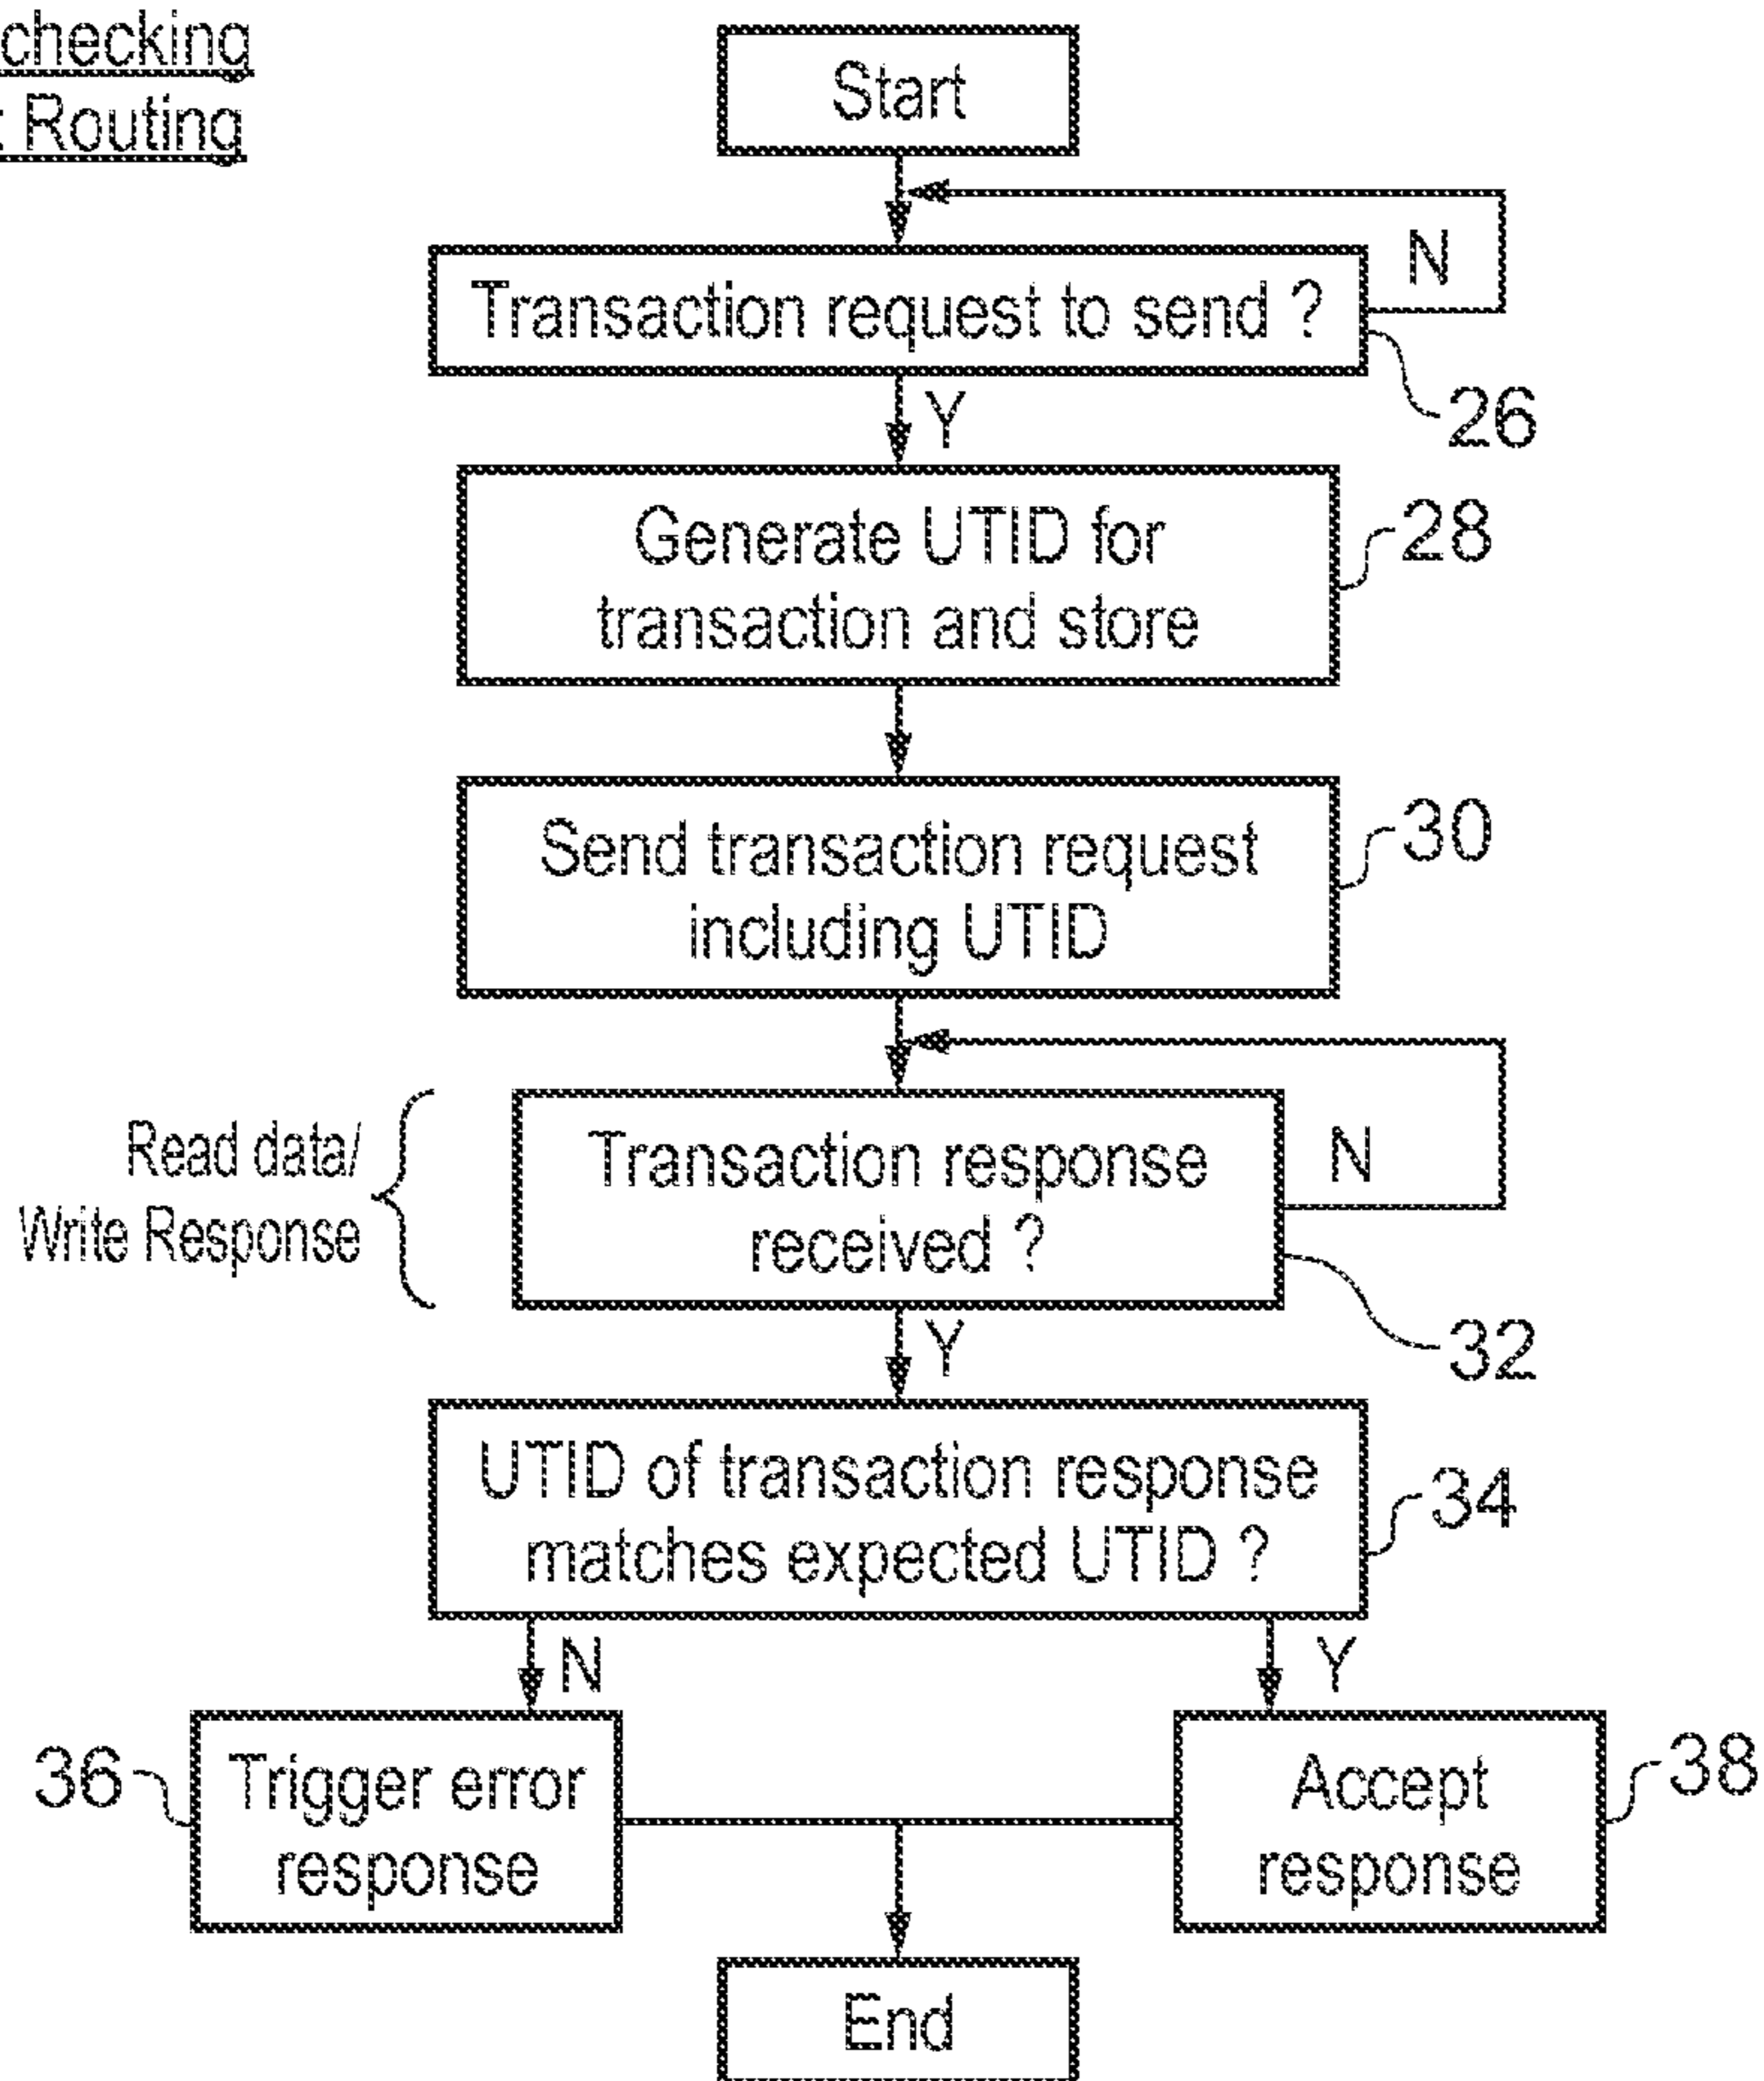 checking
: Routing
Start
N
Transaction request to send ?
26
Y
Generate UTID for
transaction and store
28
Send transaction request
including UTID
30
Read data/
Write Response
Transaction response
received ?
N
32
Y
UTID of transaction response
matches expected UTID ?
34
N
Y
36
Trigger error
response
Accept
response
38
End